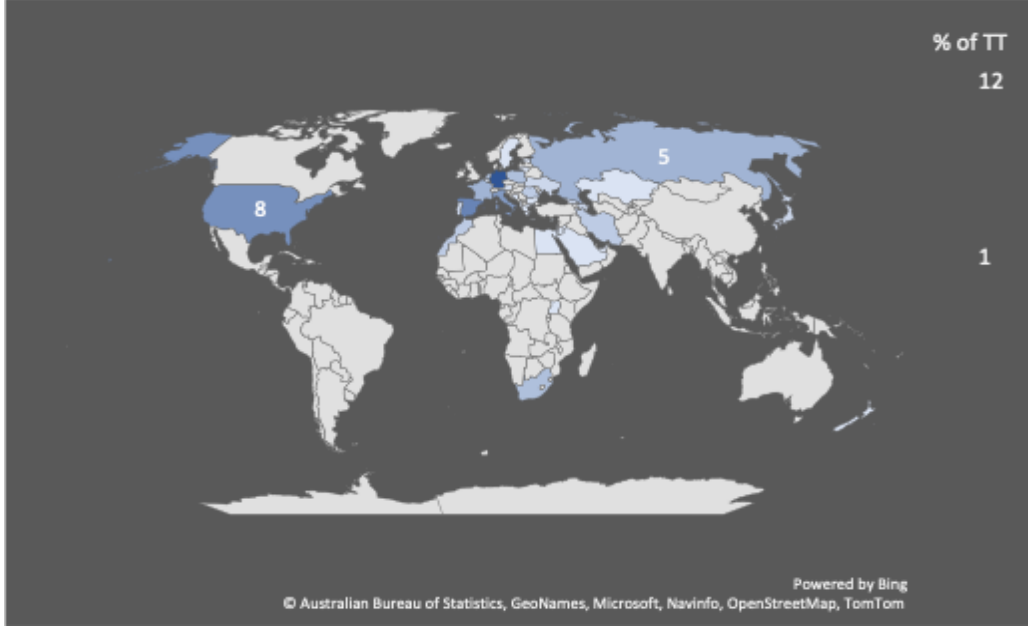 % of TT
12
5
8
1
Powered by Bing
© Australian Bureau of Statistics, GeoNames, Microsoft, Navinfo, OpenStreetMap, TomTom